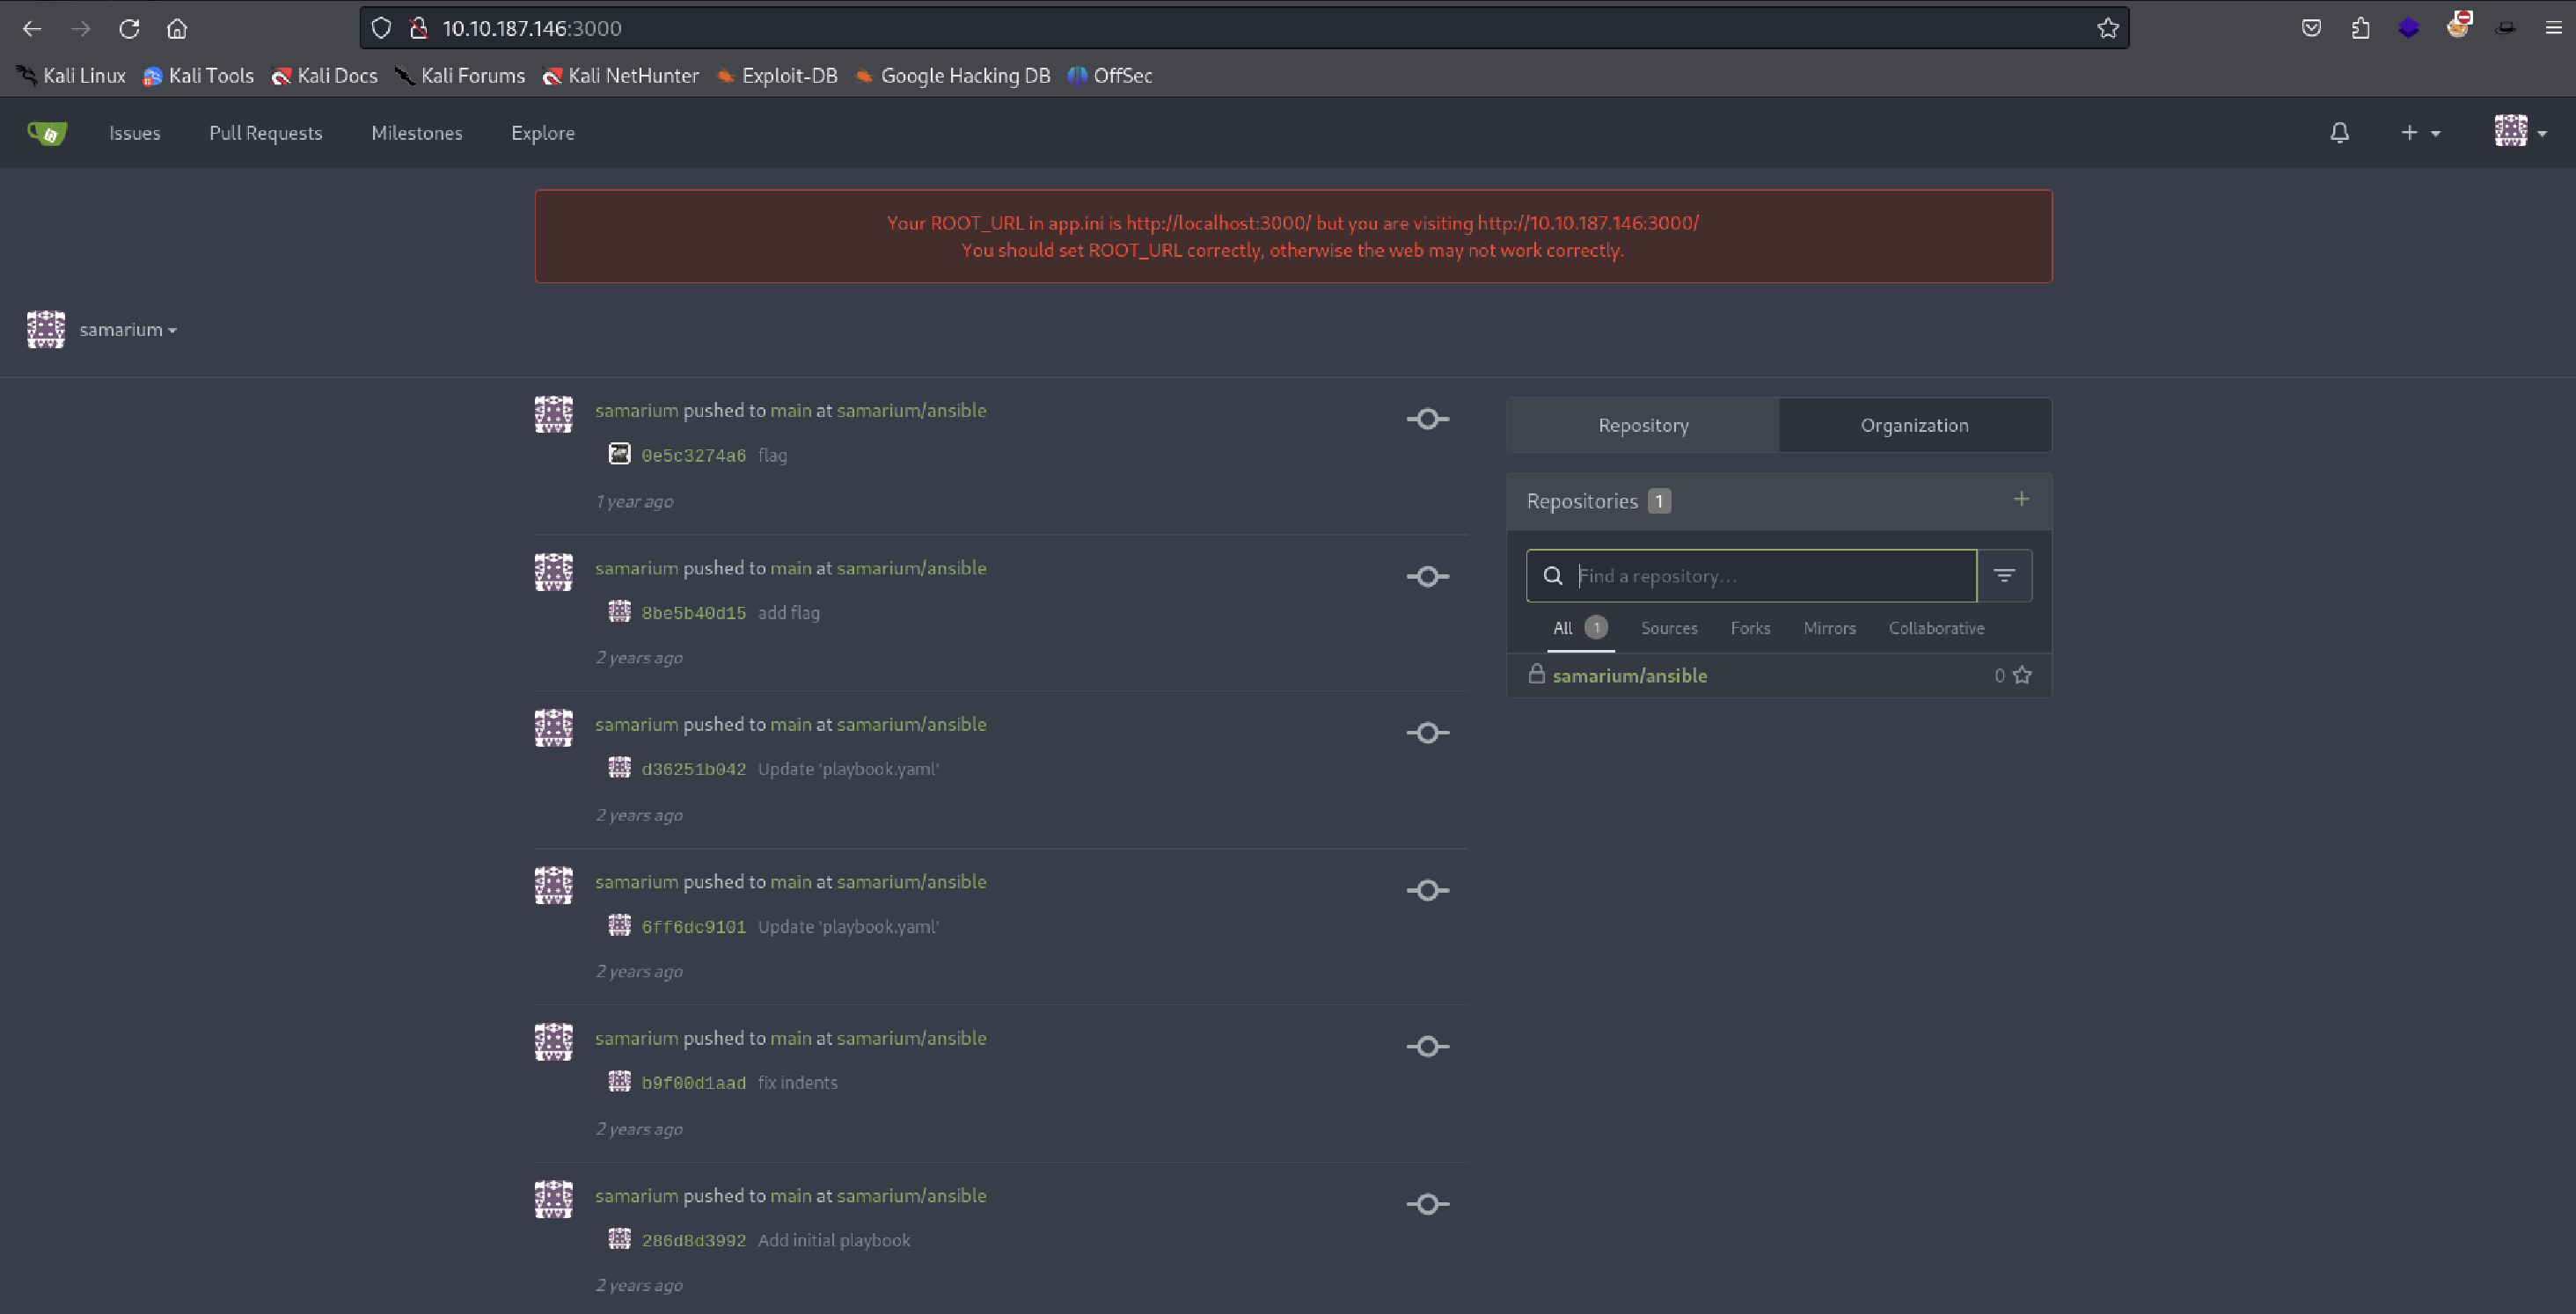 10.10.187.146:3000
Kali Linux Kali Tools Kali Docs Kali Forums Kali NetHunter Exploit-DB Google Hacking DB OffSec
Issues Pull Requests Milestones Explore
Your ROOT_URL in app.ini is http://localhost:3000/ but you are visiting http://10.10.187.146:3000/
You should set ROOT_URL correctly, otherwise the web may not work correctly.
samarium
samarium pushed to main at samarium/ansible
0e5c3274a6 flag
1 year ago
samarium pushed to main at samarium/ansible
8be5b40d15 add flag
2 years ago
samarium pushed to main at samarium/ansible
d36251b042 Update 'playbook.yaml'
2 years ago
samarium pushed to main at samarium/ansible
6ff6dc9101 Update 'playbook.yaml'
2 years ago
samarium pushed to main at samarium/ansible
b9f00d1aad fix indents
2 years ago
samarium pushed to main at samarium/ansible
286d8d3992 Add initial playbook
2 years ago
Repository Organization
Repositories 1
Find a repository...
All 1 Sources Forks Mirrors Collaborative
samarium/ansible 0